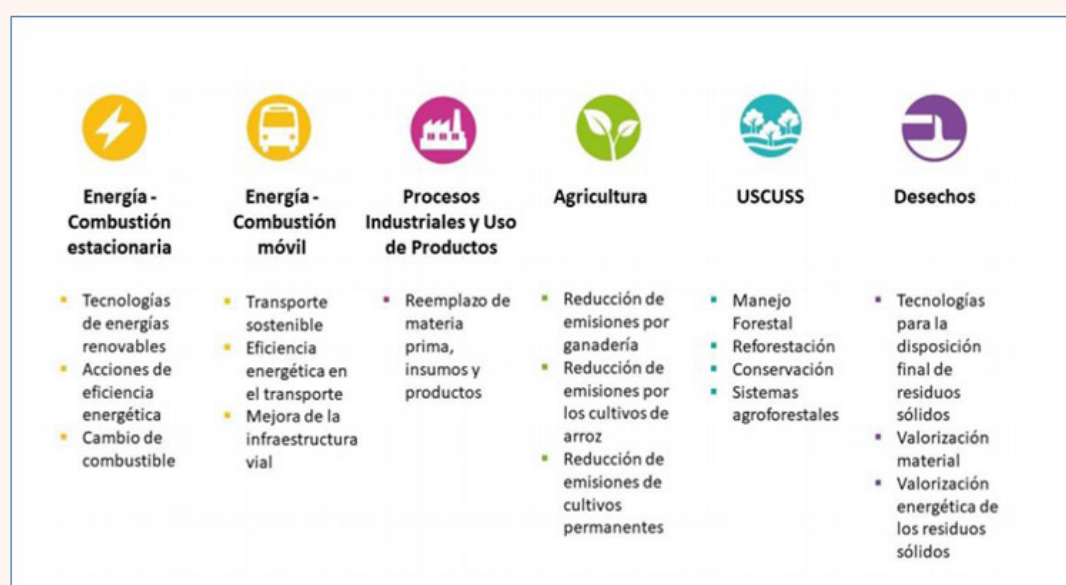 Energía -
Combustión
estacionaria
Tecnologías
de energías
renovables
Acciones de
eficiencia
energética
Cambio de
combustible
Energía -
Combustión
móvil
Transporte
sostenible
Eficiencia
energética en
el transporte
Mejora de la
infraestructura
vial
Procesos
Industriales y Uso
de Productos
Reemplazo de
materia
prima,
insumos y
productos
Agricultura
Reducción de
emisiones por
ganadería
Reducción de
emisiones por
los cultivos de
arroz
Reducción de
emisiones de
cultivos
permanentes
USCUSS
Manejo
Forestal
Reforestación
Conservación
Sistemas
agroforestales
Desechos
Tecnologías
para la
disposición
final de
residuos
sólidos
Valorización
material
Valorización
energética de
los residuos
sólidos